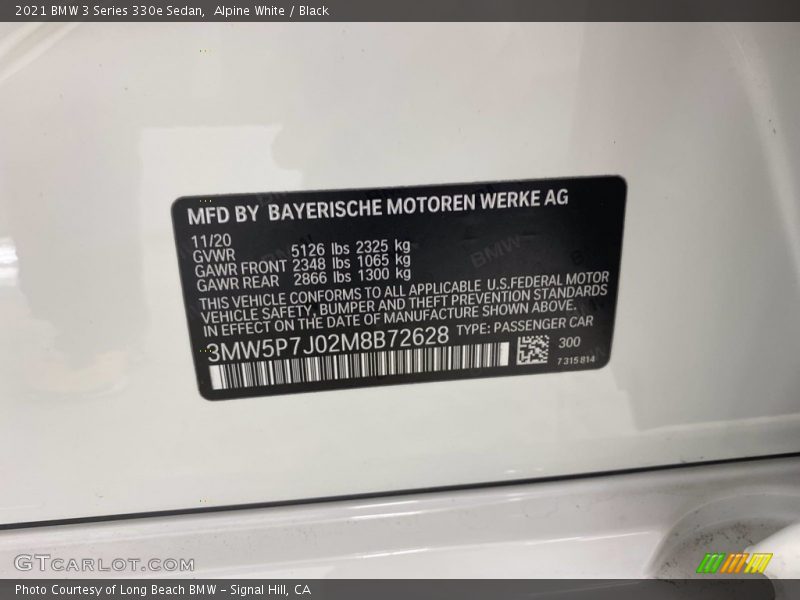 2021 BMW 3 Series 330e Sedan, Alpine White / Black
MFD BY BAYERISCHE MOTOREN WERKE AG
11/20
GVWR 5126 lbs 2325 kg
GAWR FRONT 2348 lbs 1065 kg
GAWR REAR 2866 lbs 1300 kg
THIS VEHICLE CONFORMS TO ALL APPLICABLE U.S.FEDERAL MOTOR
VEHICLE SAFETY, BUMPER AND THEFT PREVENTION STANDARDS
IN EFFECT ON THE DATE OF MANUFACTURE SHOWN ABOVE.
3MW5P7J02M8B72628 TYPE: PASSENGER CAR
300
7 315 814
GTCARLOT.COM
Photo Courtesy of Long Beach BMW - Signal Hill, CA